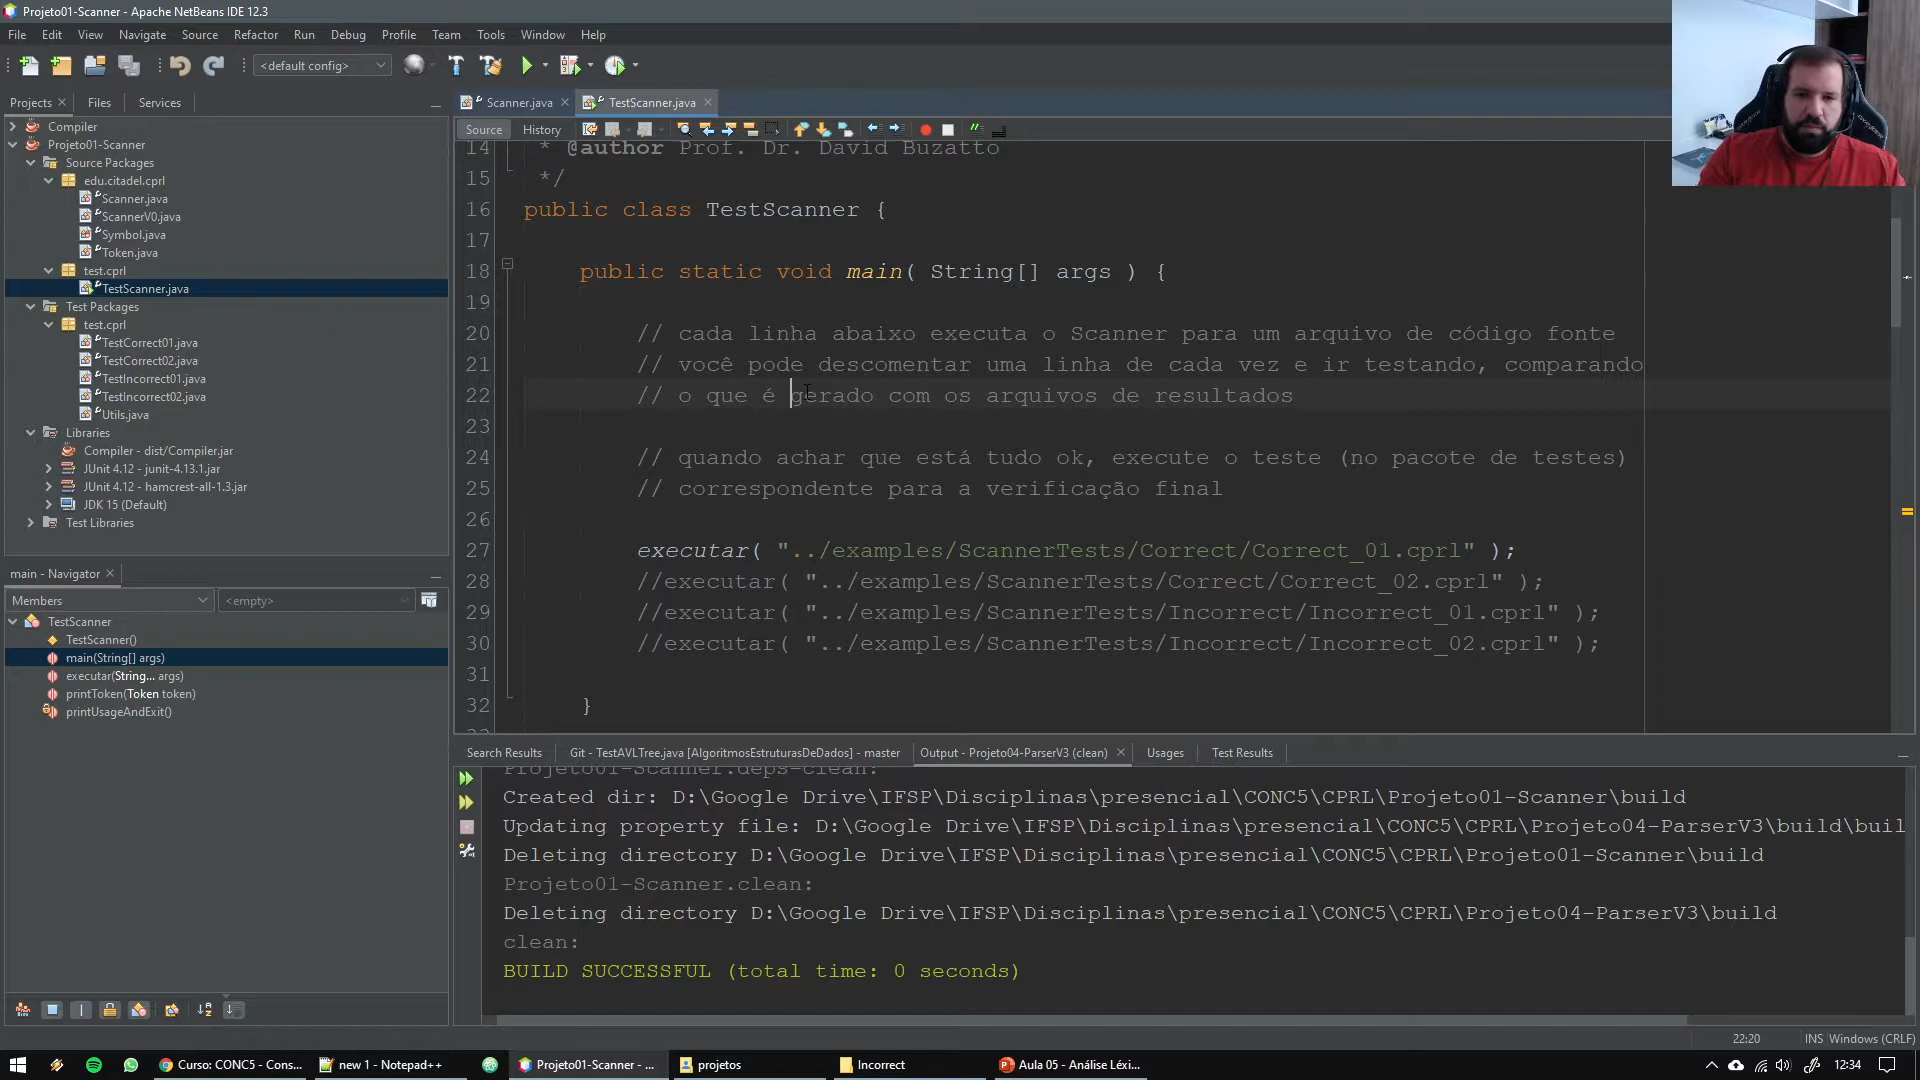 Projeto01-Scanner - Apache NetBeans IDE 12.3
File Edit View Navigate Source Refactor Run Debug Profile Team Tools Window Help
<default config>
Projects Files Services
Scanner.java TestScanner.java
Source History
Compiler
Projeto01-Scanner
Source Packages
edu.citadel.cprl
Scanner.java
ScannerV0.java
Symbol.java
Token.java
test.cprl
TestScanner.java
Test Packages
test.cprl
TestCorrect01.java
TestCorrect02.java
TestIncorrect01.java
TestIncorrect02.java
Utils.java
Libraries
Compiler - dist/Compiler.jar
JUnit 4.12 - junit-4.13.1.jar
JUnit 4.12 - hamcrest-all-1.3.jar
JDK 15 (Default)
Test Libraries
main - Navigator
Members <empty>
TestScanner
TestScanner()
main(String[] args)
executar(String... args)
printToken(Token token)
printUsageAndExit()
14 * @author Prof. Dr. David Buzatto
15 */
16 public class TestScanner {
17
18 public static void main( String[] args ) {
19
20 // cada linha abaixo executa o Scanner para um arquivo de código fonte
21 // você pode descomentar uma linha de cada vez e ir testando, comparando
22 // o que é gerado com os arquivos de resultados
23
24 // quando achar que está tudo ok, execute o teste (no pacote de testes)
25 // correspondente para a verificação final
26
27 executar( "../examples/ScannerTests/Correct/Correct_01.cprl" );
28 //executar( "../examples/ScannerTests/Correct/Correct_02.cprl" );
29 //executar( "../examples/ScannerTests/Incorrect/Incorrect_01.cprl" );
30 //executar( "../examples/ScannerTests/Incorrect/Incorrect_02.cprl" );
31
32 }
Search Results Git - TestAVLTree.java [AlgoritmosEstruturasDeDados] - master Output - Projeto04-ParserV3 (clean) Usages Test Results
Projeto01-Scanner.deps-clean:
Created dir: D:\Google Drive\IFSP\Disciplinas\presencial\CONC5\CPRL\Projeto01-Scanner\build
Updating property file: D:\Google Drive\IFSP\Disciplinas\presencial\CONC5\CPRL\Projeto04-ParserV3\build\buil
Deleting directory D:\Google Drive\IFSP\Disciplinas\presencial\CONC5\CPRL\Projeto01-Scanner\build
Projeto01-Scanner.clean:
Deleting directory D:\Google Drive\IFSP\Disciplinas\presencial\CONC5\CPRL\Projeto04-ParserV3\build
clean:
BUILD SUCCESSFUL (total time: 0 seconds)
22:20 INS Windows (CRLF)
Curso: CONC5 - Cons... new 1 - Notepad++ Projeto01-Scanner - ... projetos Incorrect Aula 05 - Análise Léxi... 12:34